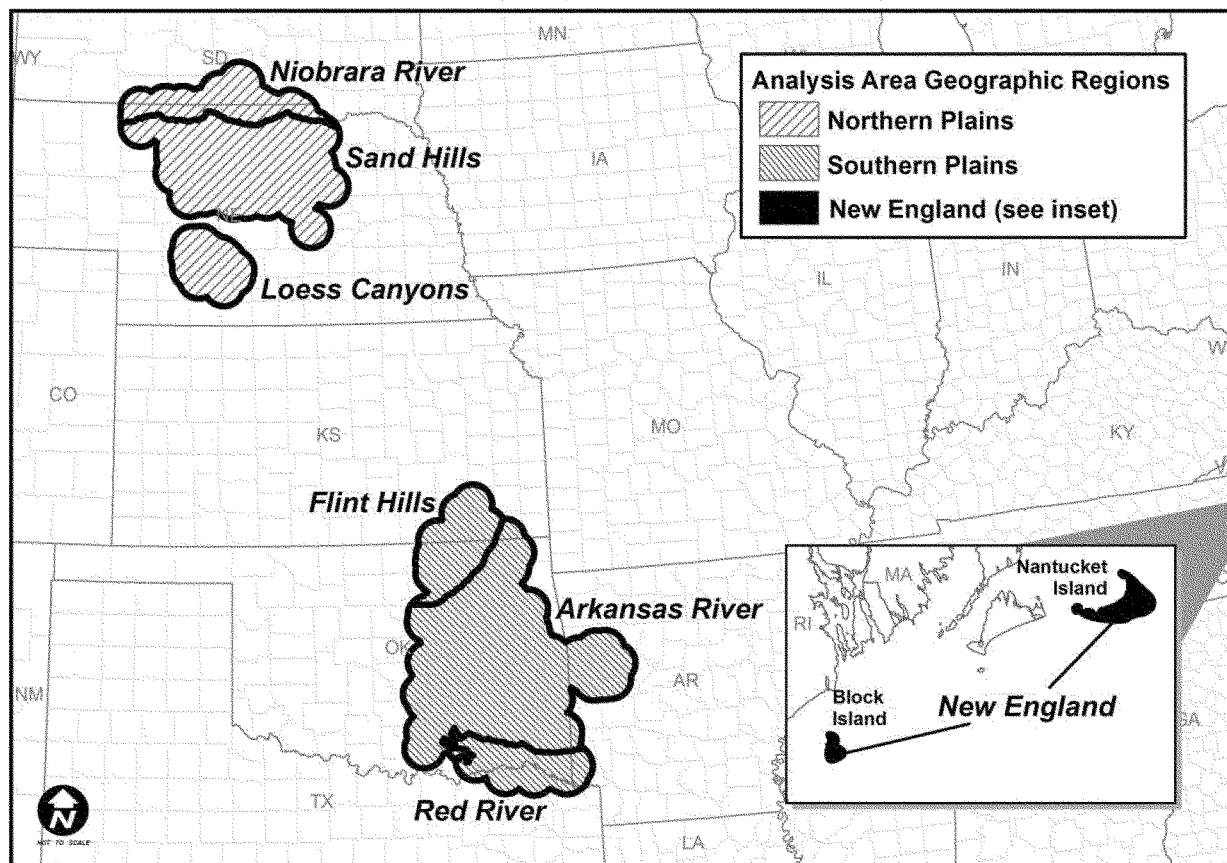 WY
SD
MN
Niobrara River
Sand Hills
NE
Loess Canyons
IA
Analysis Area Geographic Regions
Northern Plains
Southern Plains
New England (see inset)
IL
IN
CO
KS
MO
KY
Flint Hills
Arkansas River
OK
NM
AR
Red River
TX
LA
GA
N
NOT TO SCALE
MA
RI
Nantucket
Island
Block
Island
New England